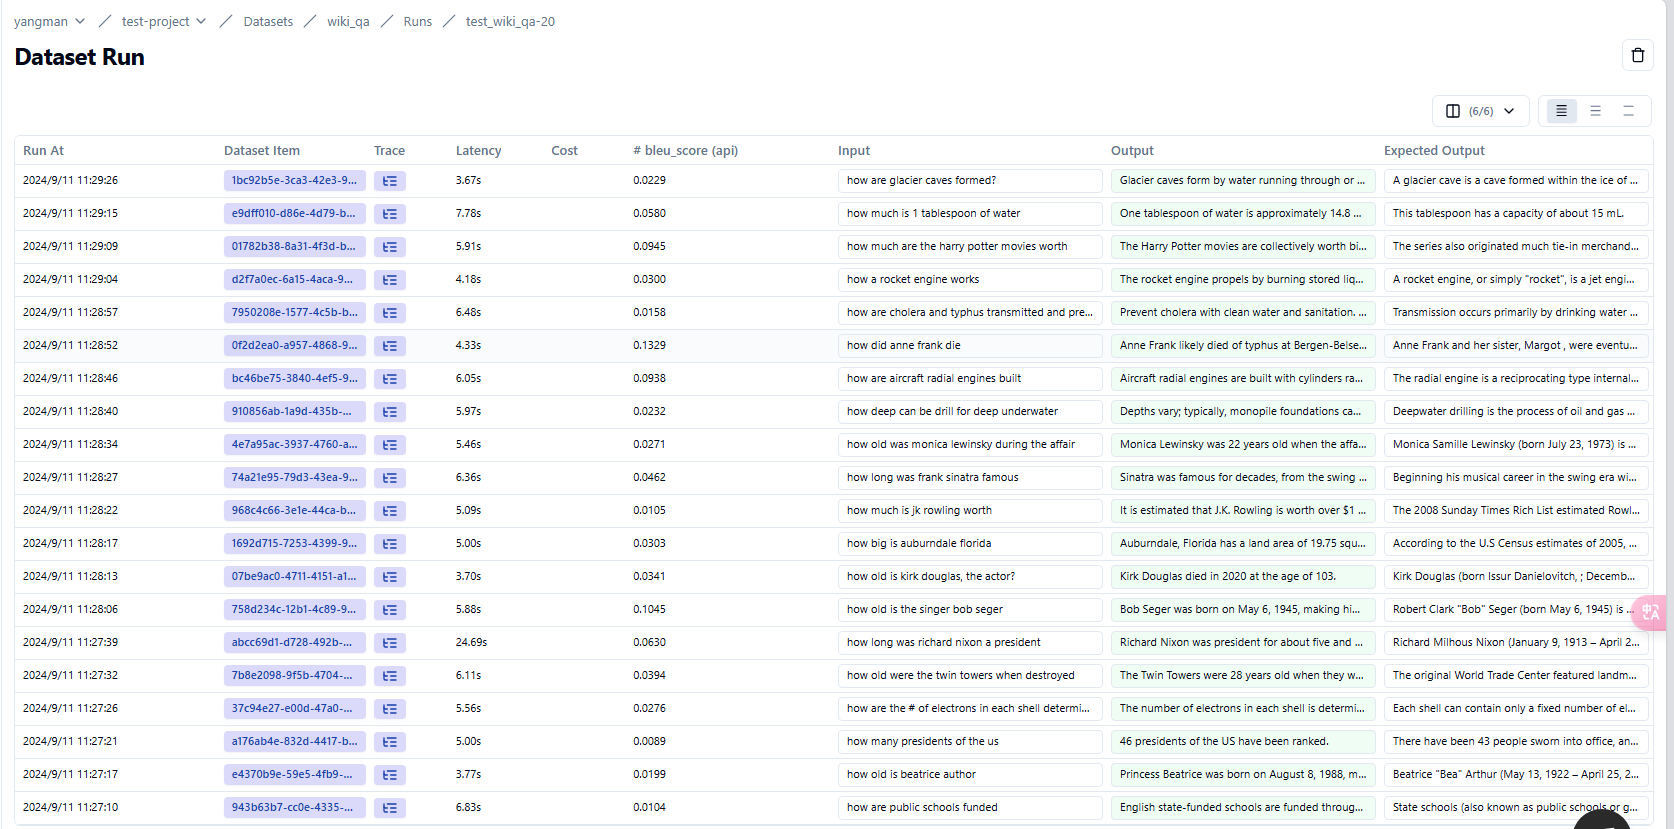 yangman / test-project / Datasets / wiki_qa / Runs / test_wiki_qa-20
Dataset Run
(6/6)
Run At Dataset Item Trace Latency Cost # bleu_score (api) Input Output Expected Output
2024/9/11 11:29:26 1bc92b5e-3ca3-42e3-9... 3.67s 0.0229 how are glacier caves formed? Glacier caves form by water running through or ... A glacier cave is a cave formed within the ice of ...
2024/9/11 11:29:15 e9dff010-d86e-4d79-b... 7.78s 0.0580 how much is 1 tablespoon of water One tablespoon of water is approximately 14.8 ... This tablespoon has a capacity of about 15 mL.
2024/9/11 11:29:09 01782b38-8a31-4f3d-b... 5.91s 0.0945 how much are the harry potter movies worth The Harry Potter movies are collectively worth bi... The series also originated much tie-in merchand...
2024/9/11 11:29:04 d2f7a0ec-6a15-4aca-9... 4.18s 0.0300 how a rocket engine works The rocket engine propels by burning stored liq... A rocket engine, or simply "rocket", is a jet engi...
2024/9/11 11:28:57 7950208e-1577-4c5b-b... 6.48s 0.0158 how are cholera and typhus transmitted and pre... Prevent cholera with clean water and sanitation. ... Transmission occurs primarily by drinking water ...
2024/9/11 11:28:52 0f2d2ea0-a957-4868-9... 4.33s 0.1329 how did anne frank die Anne Frank likely died of typhus at Bergen-Belse... Anne Frank and her sister, Margot , were eventu...
2024/9/11 11:28:46 bc46be75-3840-4ef5-9... 6.05s 0.0938 how are aircraft radial engines built Aircraft radial engines are built with cylinders ra... The radial engine is a reciprocating type internal...
2024/9/11 11:28:40 910856ab-1a9d-435b-... 5.97s 0.0232 how deep can be drill for deep underwater Depths vary; typically, monopile foundations ca... Deepwater drilling is the process of oil and gas ...
2024/9/11 11:28:34 4e7a95ac-3937-4760-a... 5.46s 0.0271 how old was monica lewinsky during the affair Monica Lewinsky was 22 years old when the affa... Monica Samille Lewinsky (born July 23, 1973) is ...
2024/9/11 11:28:27 74a21e95-79d3-43ea-9... 6.36s 0.0462 how long was frank sinatra famous Sinatra was famous for decades, from the swing ... Beginning his musical career in the swing era wi...
2024/9/11 11:28:22 968c4c66-3e1e-44ca-b... 5.09s 0.0105 how much is jk rowling worth It is estimated that J.K. Rowling is worth over $1 ... The 2008 Sunday Times Rich List estimated Rowl...
2024/9/11 11:28:17 1692d715-7253-4399-9... 5.00s 0.0303 how big is auburndale florida Auburndale, Florida has a land area of 19.75 squ... According to the U.S Census estimates of 2005, ...
2024/9/11 11:28:13 07be9ac0-4711-4151-a1... 3.70s 0.0341 how old is kirk douglas, the actor? Kirk Douglas died in 2020 at the age of 103. Kirk Douglas (born Issur Danielovitch, ; Decemb...
2024/9/11 11:28:06 758d234c-12b1-4c89-9... 5.88s 0.1045 how old is the singer bob seger Bob Seger was born on May 6, 1945, making hi... Robert Clark "Bob" Seger (born May 6, 1945) is ...
2024/9/11 11:27:39 abcc69d1-d728-492b-... 24.69s 0.0630 how long was richard nixon a president Richard Nixon was president for about five and ... Richard Milhous Nixon (January 9, 1913 – April 2...
2024/9/11 11:27:32 7b8e2098-9f5b-4704-... 6.11s 0.0394 how old were the twin towers when destroyed The Twin Towers were 28 years old when they w... The original World Trade Center featured landm...
2024/9/11 11:27:26 37c94e27-e00d-47a0-... 5.56s 0.0276 how are the # of electrons in each shell determi... The number of electrons in each shell is determi... Each shell can contain only a fixed number of el...
2024/9/11 11:27:21 a176ab4e-832d-4417-b... 5.00s 0.0089 how many presidents of the us 46 presidents of the US have been ranked. There have been 43 people sworn into office, an...
2024/9/11 11:27:17 e4370b9e-59e5-4fb9-... 3.77s 0.0199 how old is beatrice author Princess Beatrice was born on August 8, 1988, m... Beatrice "Bea" Arthur (May 13, 1922 – April 25, 2...
2024/9/11 11:27:10 943b63b7-cc0e-4335-... 6.83s 0.0104 how are public schools funded English state-funded schools are funded throug... State schools (also known as public schools or g...